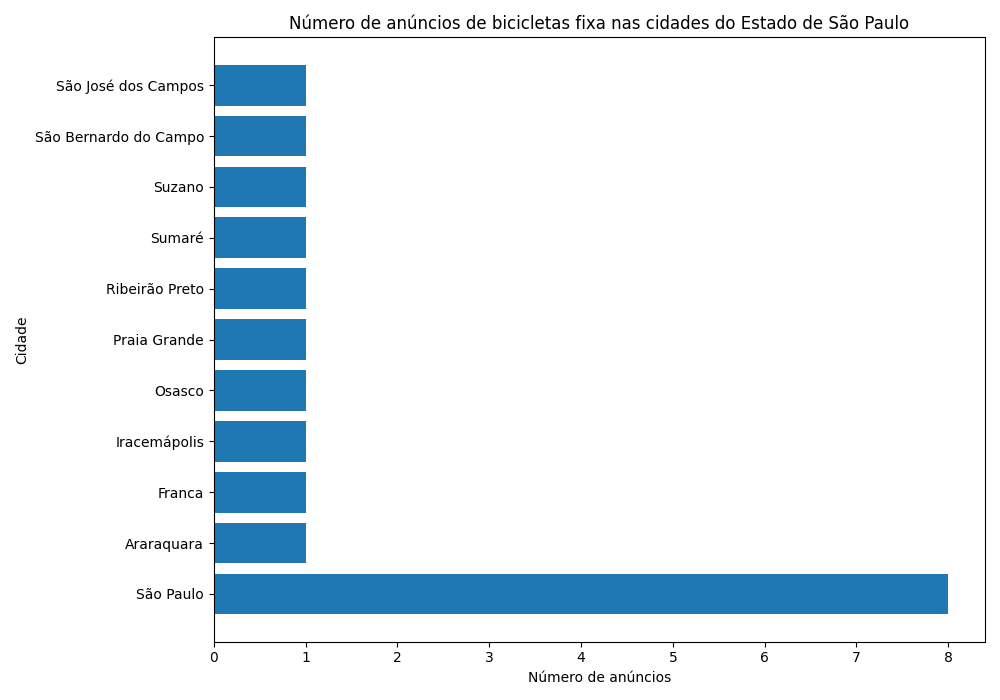 Número de anúncios de bicicletas fixa nas cidades do Estado de São Paulo
São José dos Campos
São Bernardo do Campo
Suzano
Sumaré
Ribeirão Preto
Praia Grande
Osasco
Iracemápolis
Franca
Araraquara
São Paulo
Cidade
0 1 2 3 4 5 6 7 8
Número de anúncios